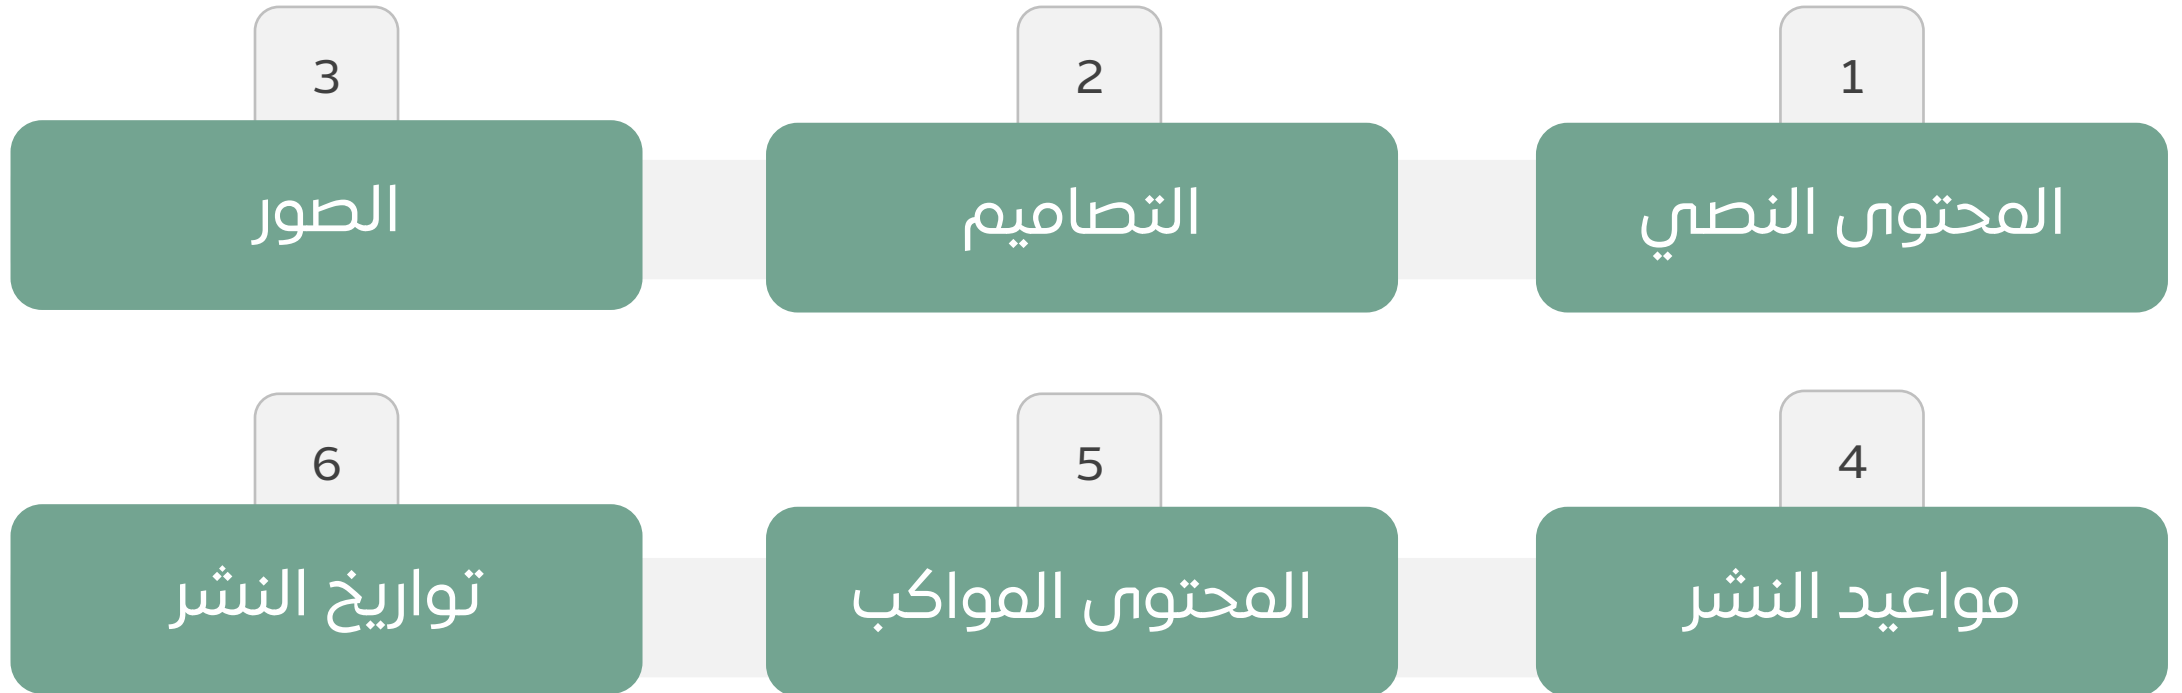 1
المحتوى النصي
2
التصاميم
3
الصور
4
مواعيد النشر
5
المحتوى المواكب
6
تواريخ النشر